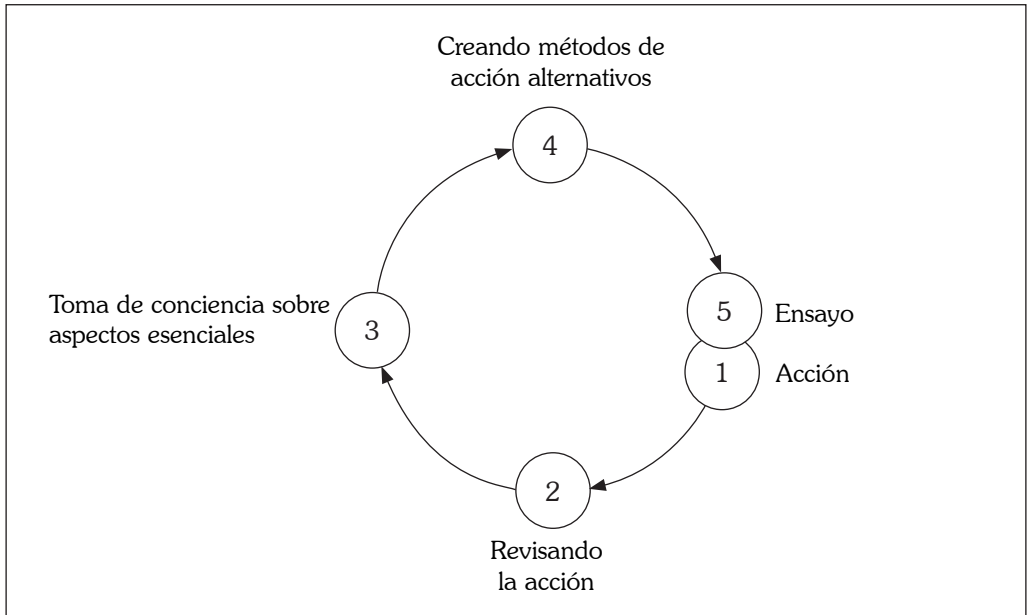 Creando métodos de
acción alternativos
4
Toma de conciencia sobre
aspectos esenciales
3
5
Ensayo
1
Acción
2
Revisando
la acción